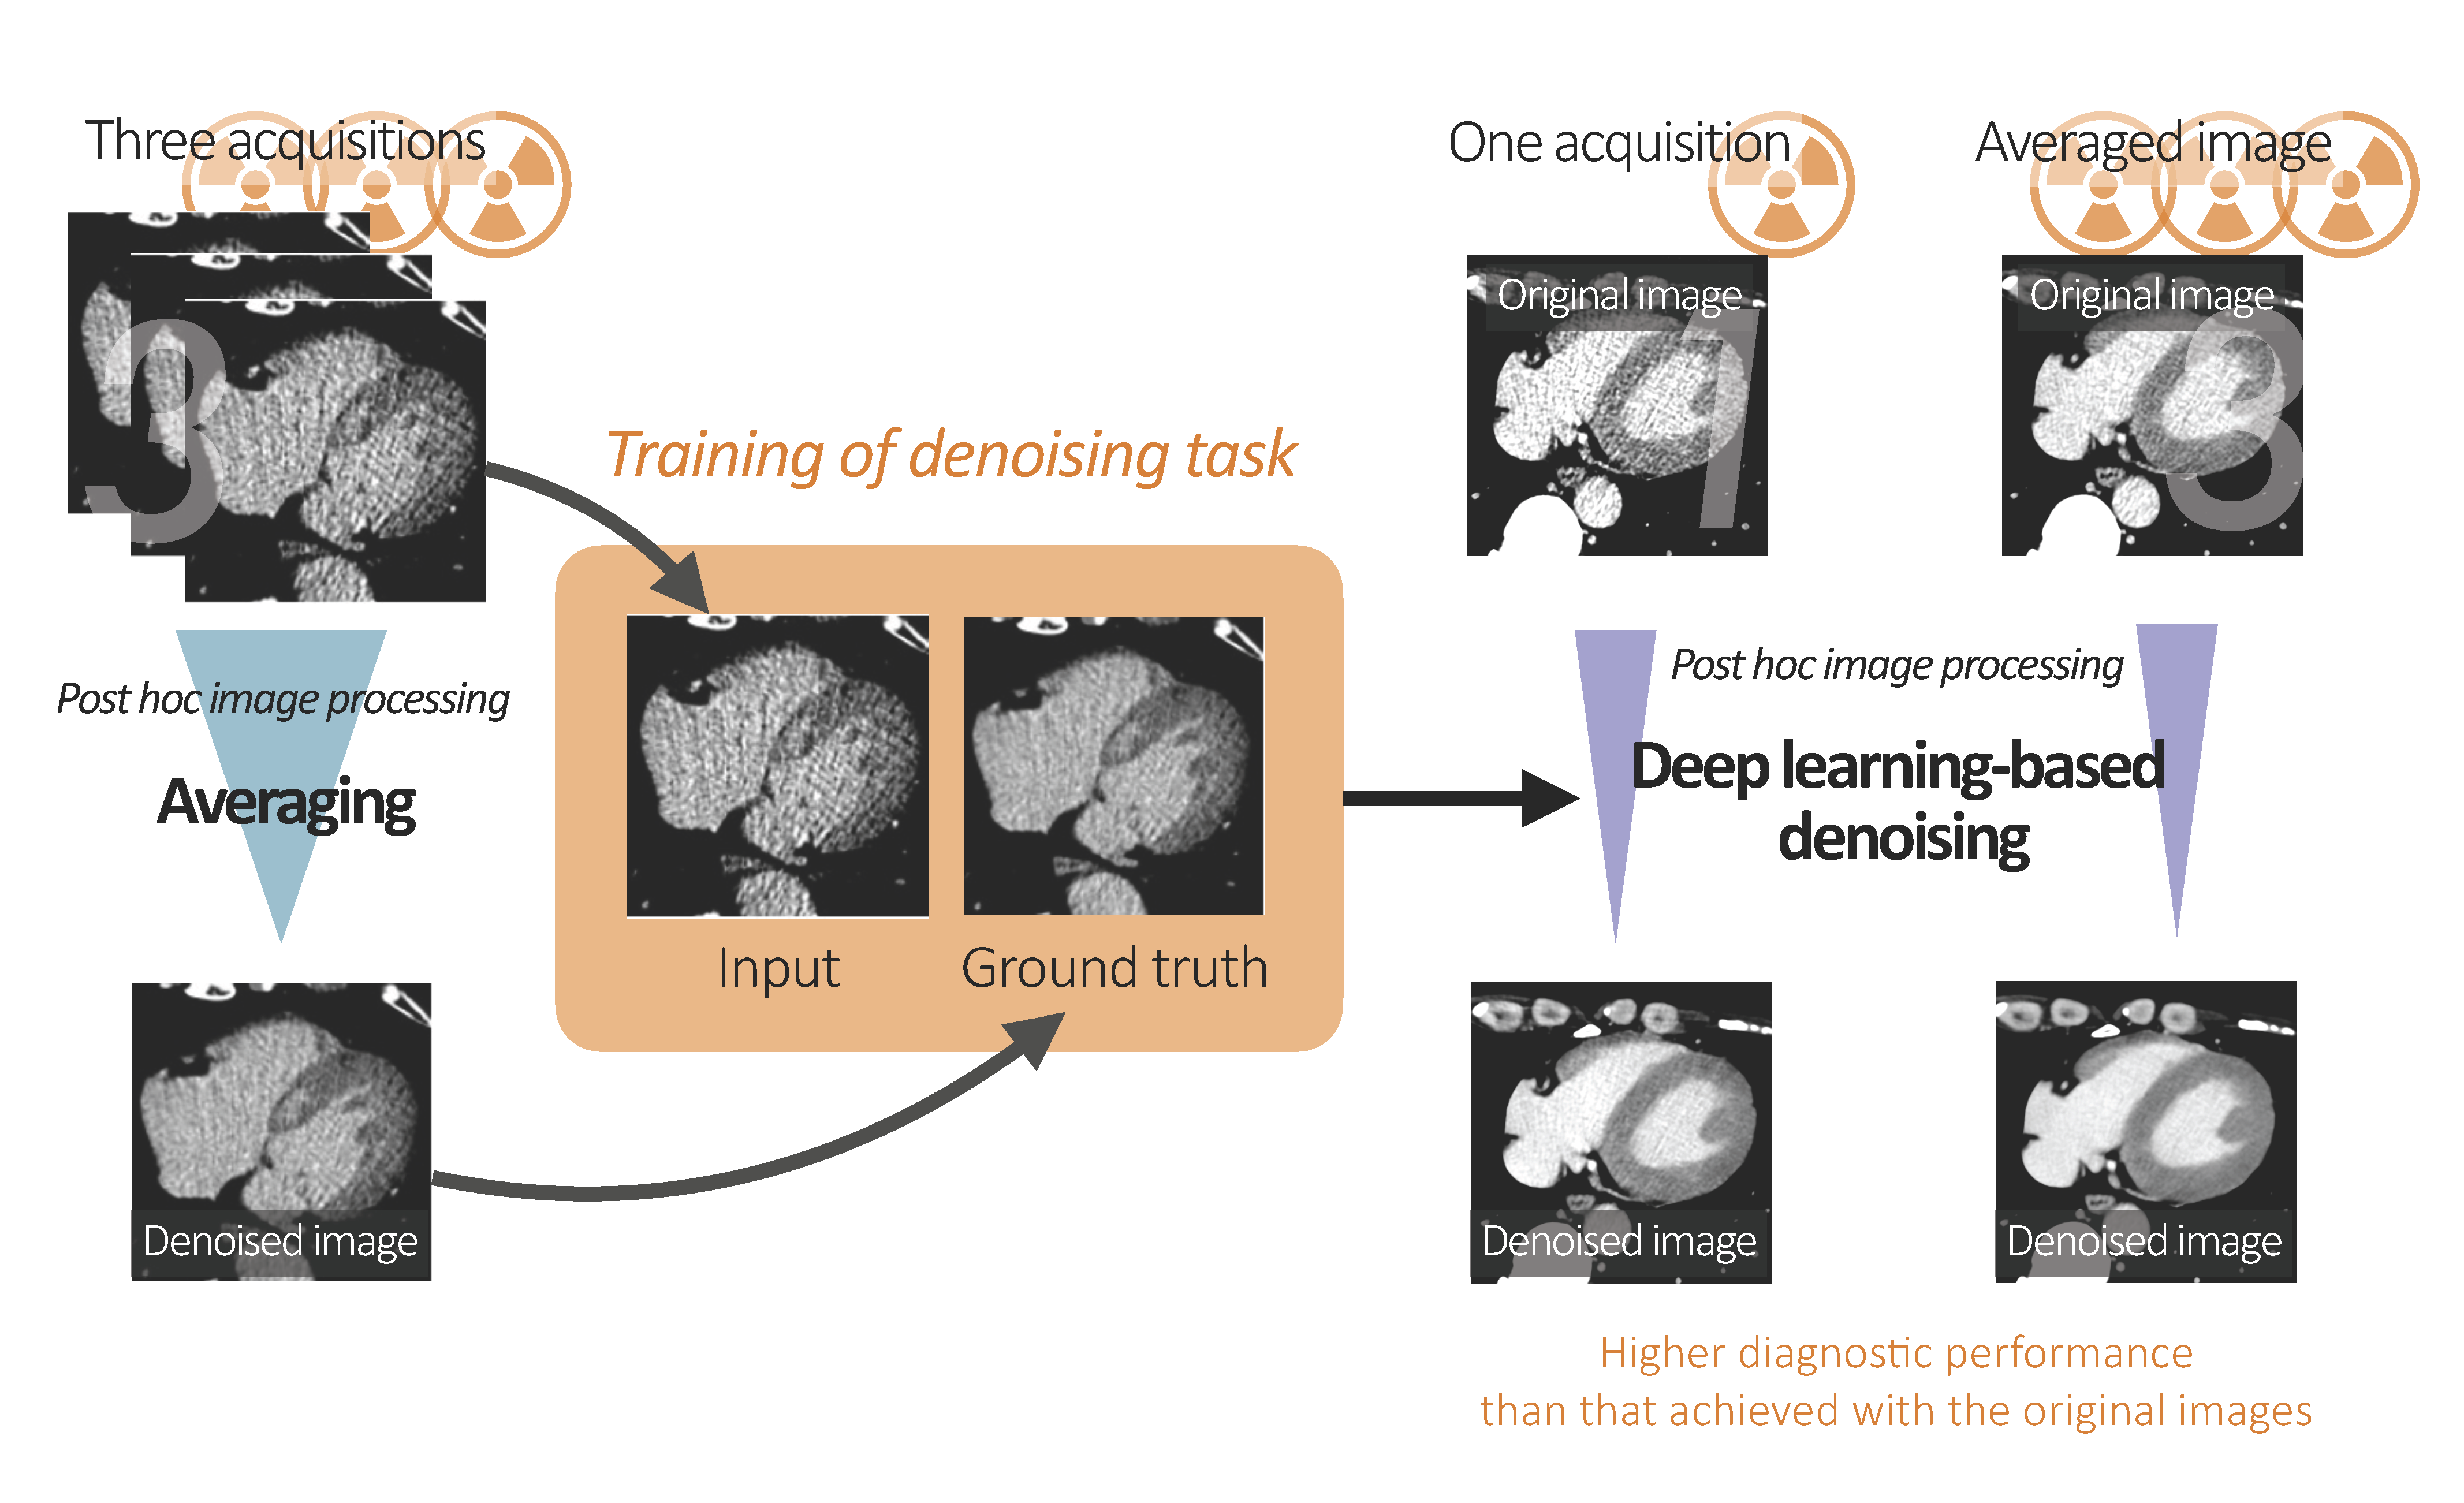 Three acquisitions
3
Post hoc image processing
Averaging
Denoised image
Training of denoising task
Input
Ground truth
One acquisition
Original image
1
Averaged image
Original image
3
Post hoc image processing
Deep learning-based
denoising
Denoised image
Denoised image
Higher diagnostic performance
than that achieved with the original images